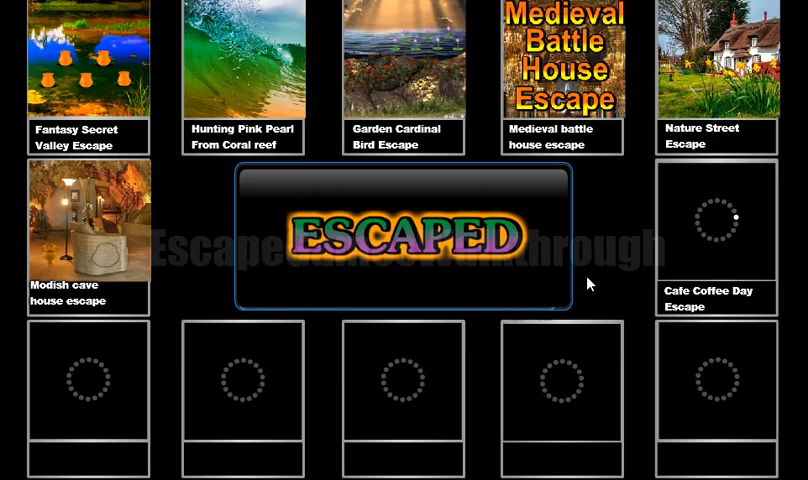 Medieval
Battle
House
Escape
Fantasy Secret
Valley Escape
Hunting Pink Pearl
From Coral reef
Garden Cardinal
Bird Escape
Medieval battle
house escape
Nature Street
Escape
ESCAPED
Modish cave
house escape
Cafe Coffee Day
Escape